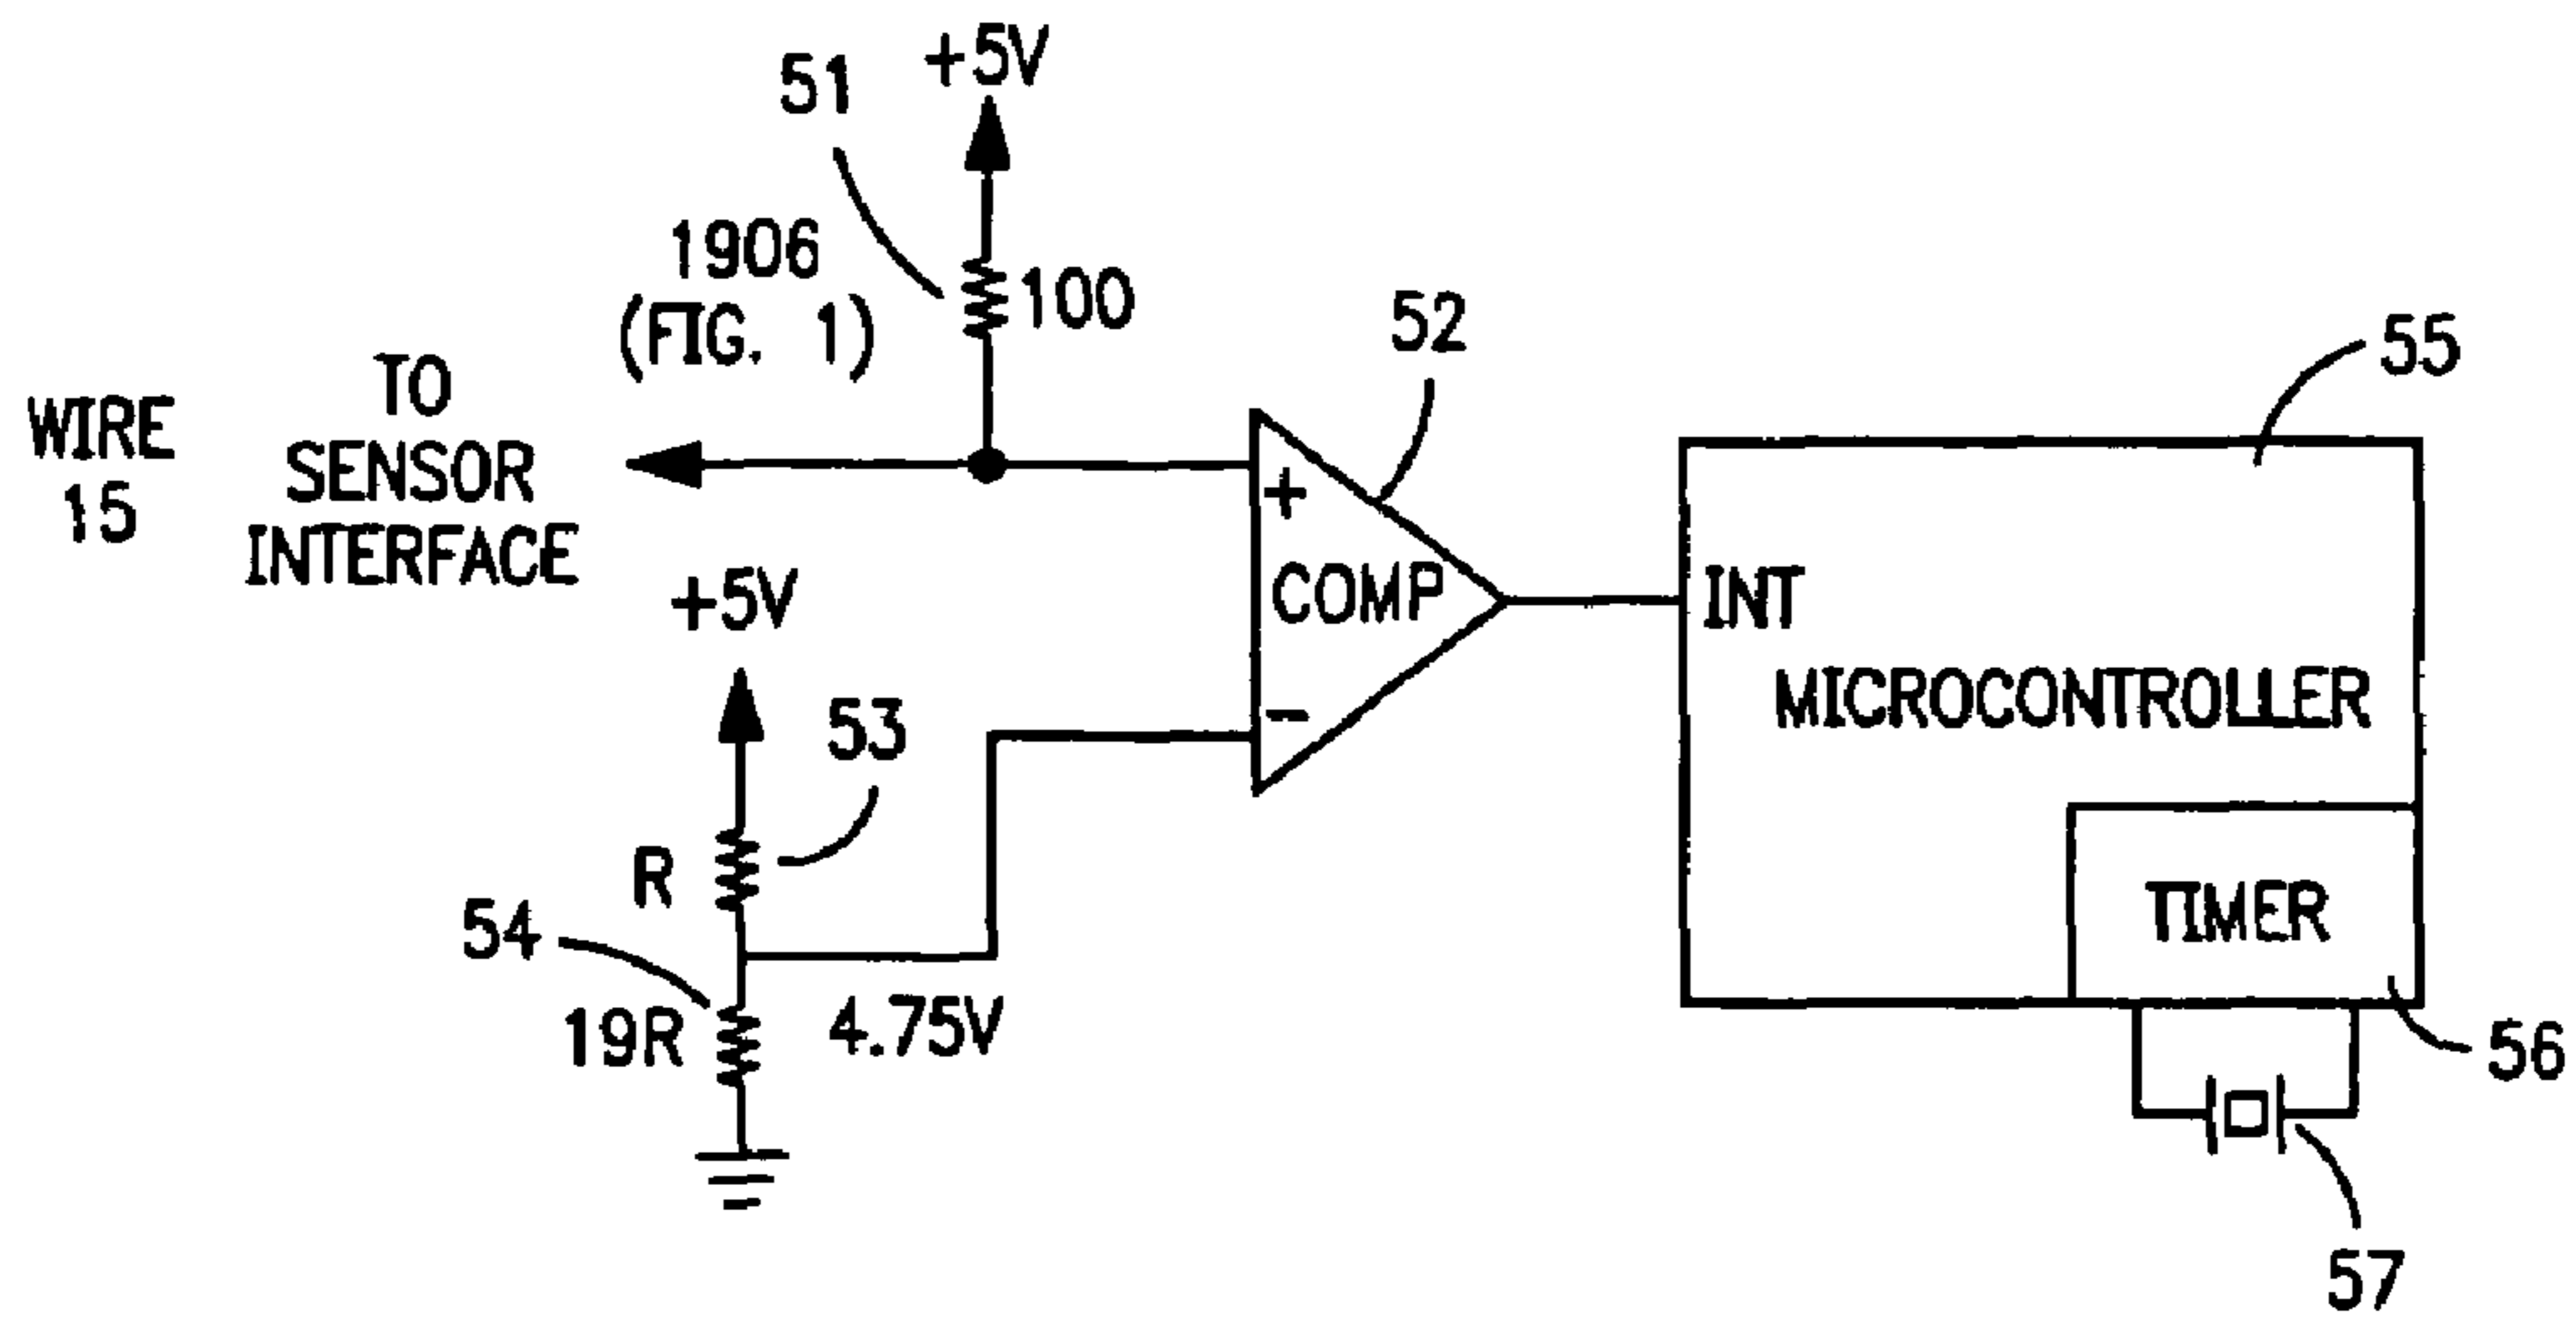 +5V
51
1906
(FIG. 1)
100
52
55
WIRE
15
TO
SENSOR
INTERFACE
+
COMP
-
INT
MICROCONTROLLER
+5V
53
R
54
19R
4.75V
TIMER
56
57